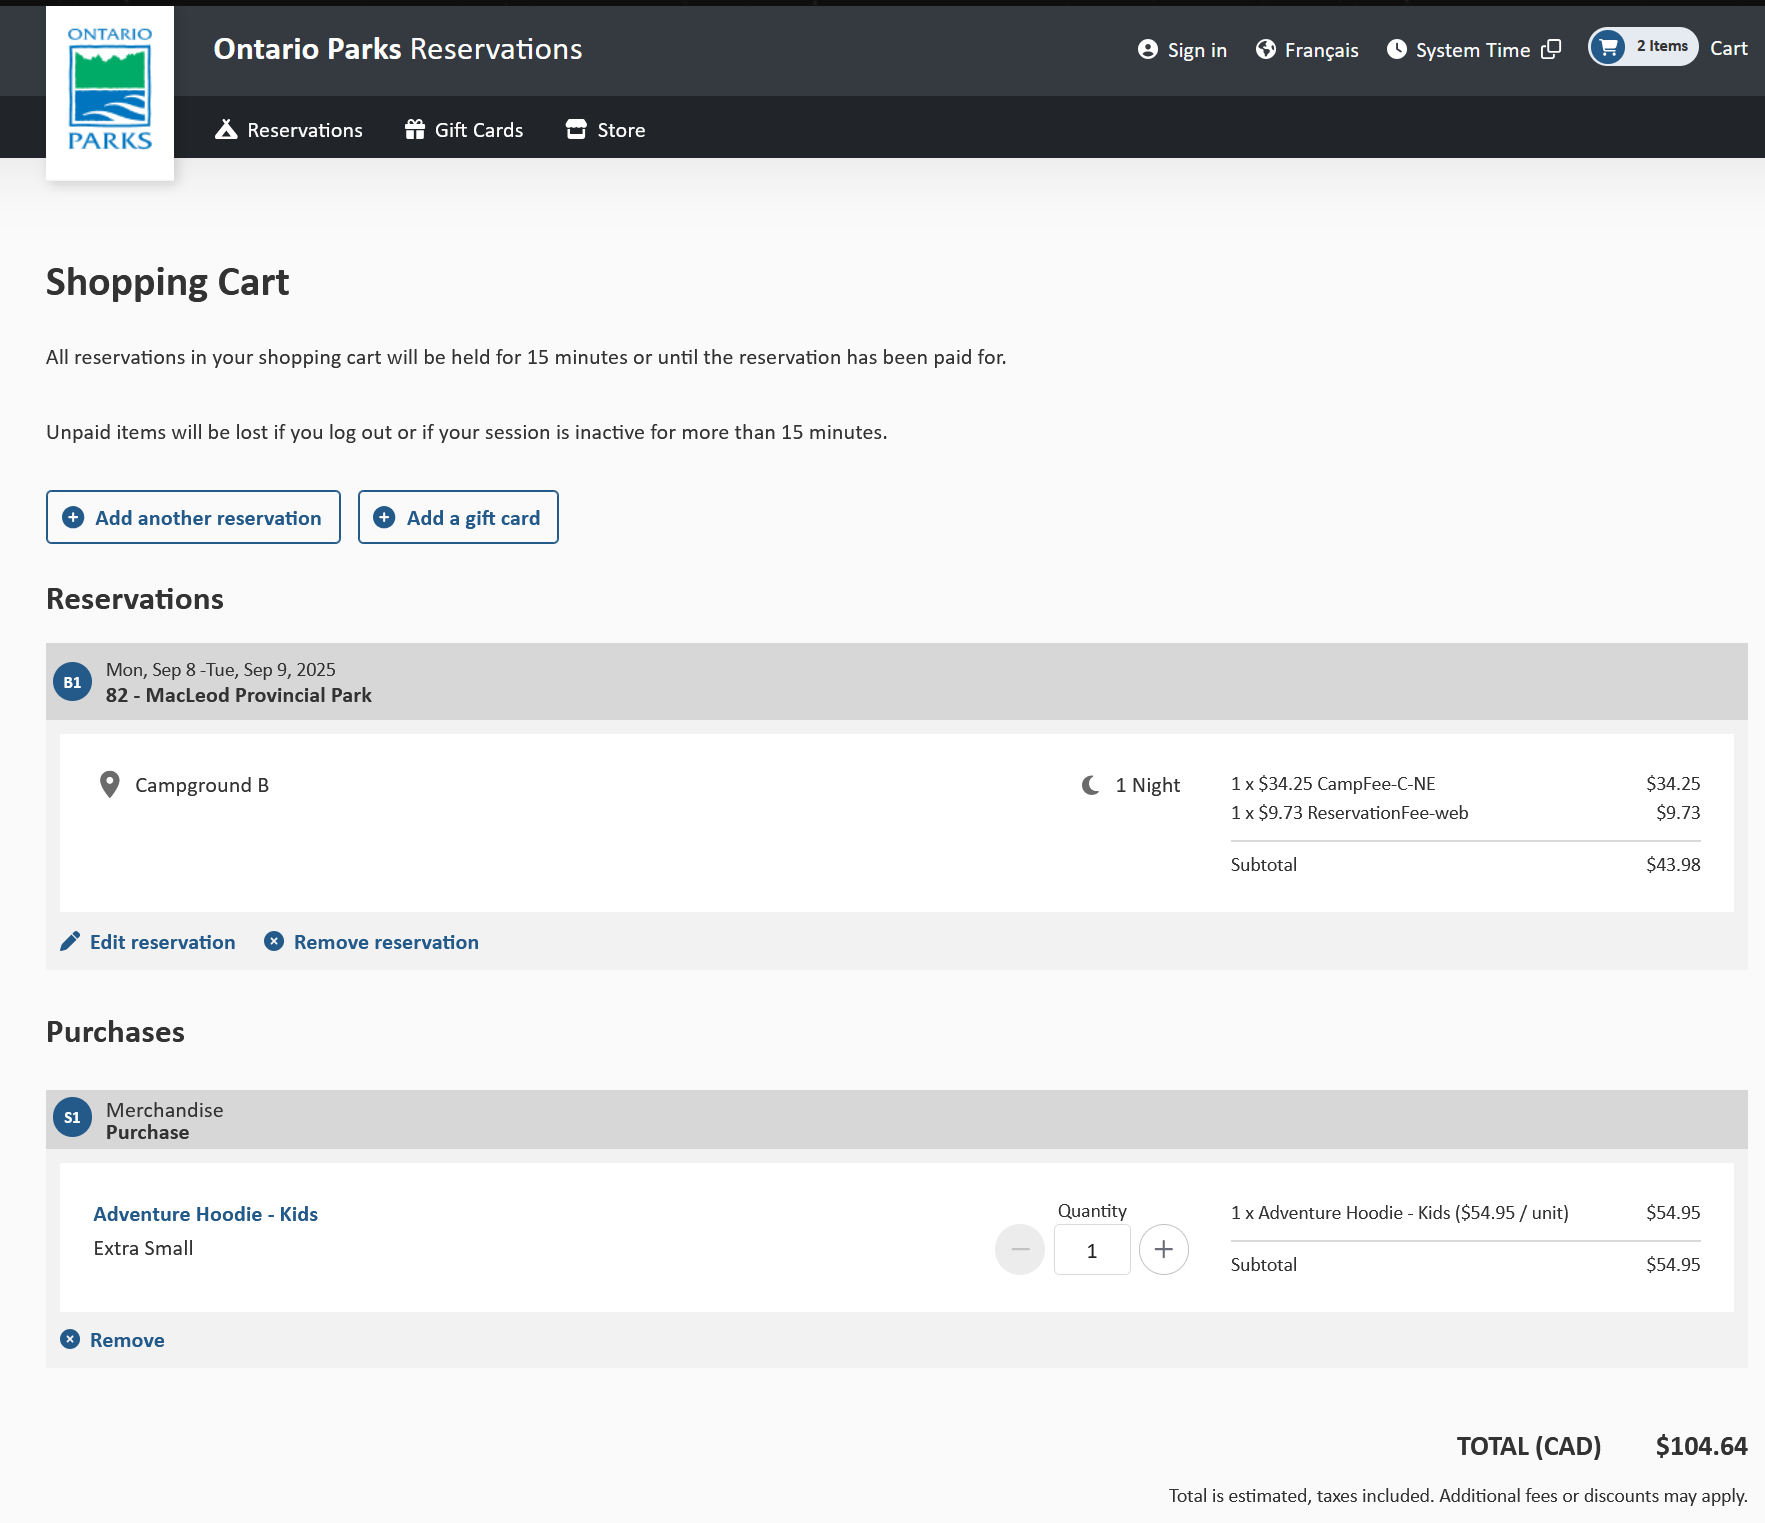 ONTARIO
PARKS
Ontario Parks Reservations
Sign in
Français
System Time
2 Items
Cart
Reservations
Gift Cards
Store
Shopping Cart
All reservations in your shopping cart will be held for 15 minutes or until the reservation has been paid for.
Unpaid items will be lost if you log out or if your session is inactive for more than 15 minutes.
Add another reservation
Add a gift card
Reservations
B1
Mon, Sep 8 -Tue, Sep 9, 2025
82 - MacLeod Provincial Park
Campground B
1 Night
1 x $34.25 CampFee-C-NE $34.25
1 x $9.73 ReservationFee-web $9.73
Subtotal $43.98
Edit reservation
Remove reservation
Purchases
S1
Merchandise
Purchase
Adventure Hoodie - Kids
Extra Small
Quantity
1
1 x Adventure Hoodie - Kids ($54.95 / unit) $54.95
Subtotal $54.95
Remove
TOTAL (CAD) $104.64
Total is estimated, taxes included. Additional fees or discounts may apply.